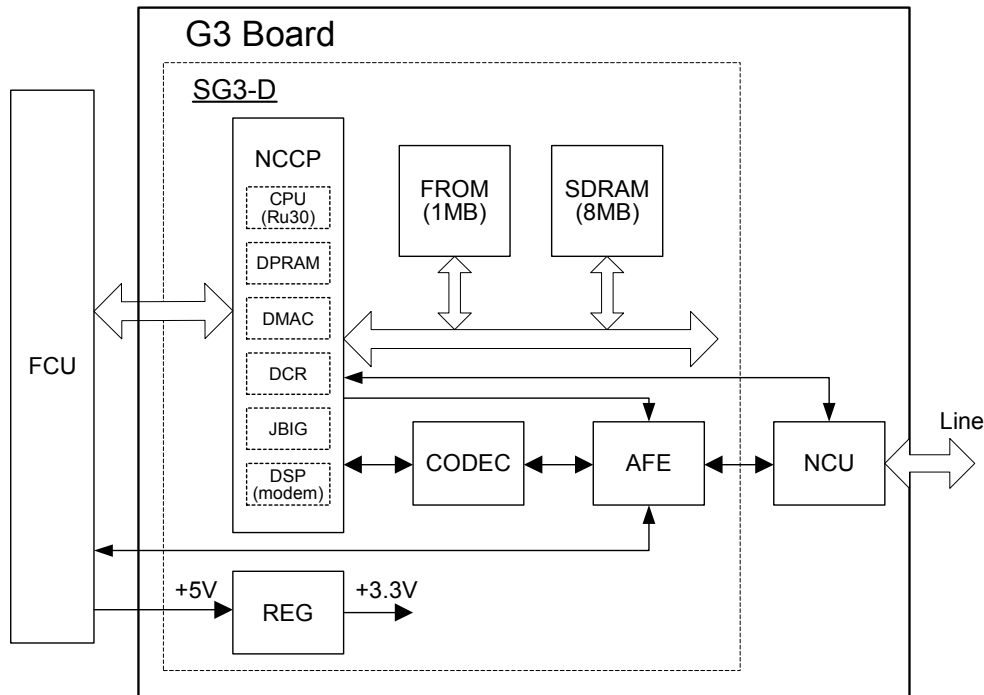 G3 Board
SG3-D
FCU
NCCP
CPU
(Ru30)
DPRAM
DMAC
DCR
JBIG
DSP
(modem)
FROM
(1MB)
SDRAM
(8MB)
CODEC
AFE
NCU
Line
+5V
REG
+3.3V